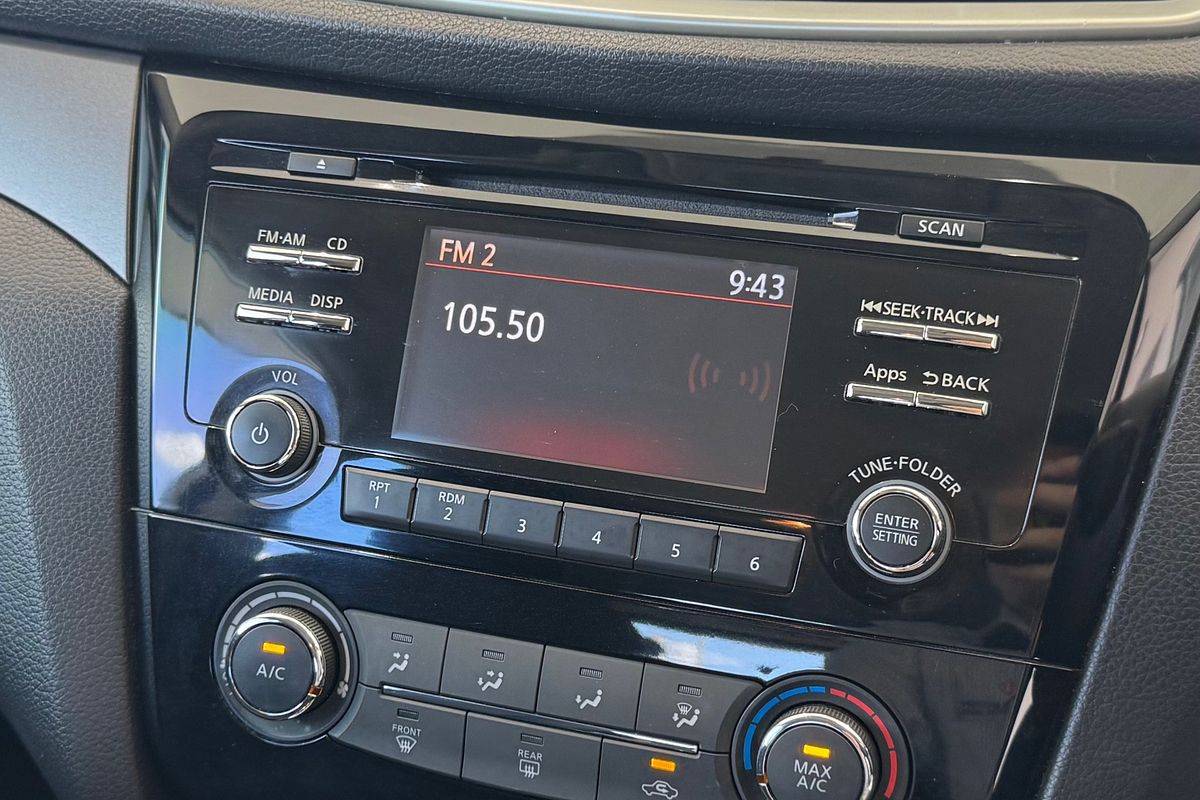 SCAN
FM·AM CD
MEDIA DISP
VOL
FM 2
9:43
105.50
SEEK·TRACK
Apps BACK
TUNE·FOLDER
ENTER
SETTING
RPT
1
RDM
2
3
4
5
6
A/C
FRONT
REAR
MAX
A/C